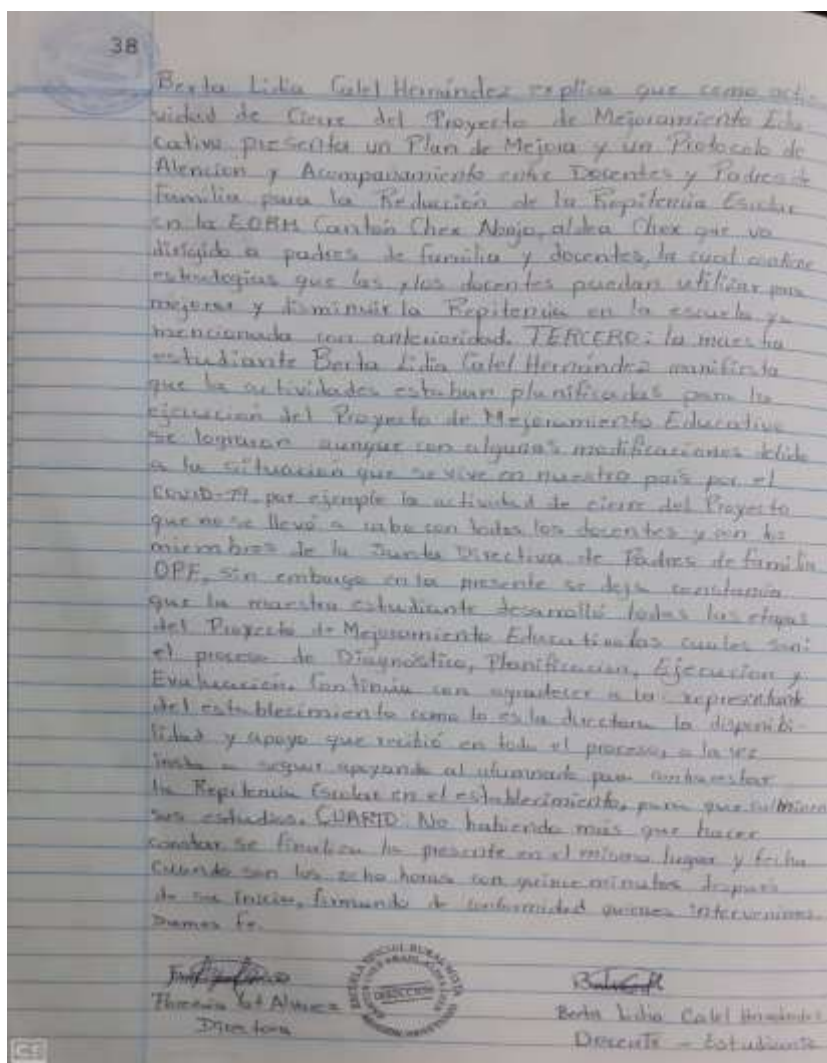 38
Berta Lidia Calel Hernández explica que como acti-
vidad de Cierre del Proyecto de Mejoramiento Edu
cativo presenta un Plan de Mejora y un Protocolo de
Atencion y Acompañamiento entre Docentes y Padres de
Familia para la Reducción de la Repitencia Escolar
en la EORM Cantón Chex Abajo, aldea Chex que va
dirigido a padres de familia y docentes, la cual contiene
estrategias que las y los docentes puedan utilizar para
mejorar y disminuir la Repitencia en la escuela ya
mencionada con anterioridad. TERCERO: la maestra
estudiante Berta Lidia Calel Hernández manifiesta
que la actividades estaban planificadas para la
ejecución del Proyecto de Mejoramiento Educativo
se lograron aunque con algunas modificaciones debido
a la situación que se vive en nuestro país por el
COVID-19, por ejemplo la actividad de cierre del Proyecto
que no se llevó a cabo con todos los docentes y con los
miembros de la Junta Directiva de Padres de familia
OPF, sin embargo en la presente se deja constancia
que la maestra estudiante desarrolló todas las etapas
del Proyecto de Mejoramiento Educativo las cuales son:
el proceso de Diagnóstico, Planificación, Ejecución y
Evaluación. Continúa con agradecer a la representante
del establecimiento como lo es la directora la disponibi-
lidad y apoyo que recibió en todo el proceso, a la vez
insta a seguir apoyando al alumnado para contrarestar
la Repitencia Escolar en el establecimiento, para que culminen
sus estudios. CUARTO: No habiendo más que hacer
constar se finaliza la presente en el mismo lugar y fecha
cuando son las ocho horas con quince minutos después
de su inicio, firmando de conformidad quienes intervenimos.
Damos fe.
ESCUELA OFICIAL RURAL MIXTA
DIRECCION
Directora
Berta Lidia Calel Hernández
Docente - Estudiante
CS